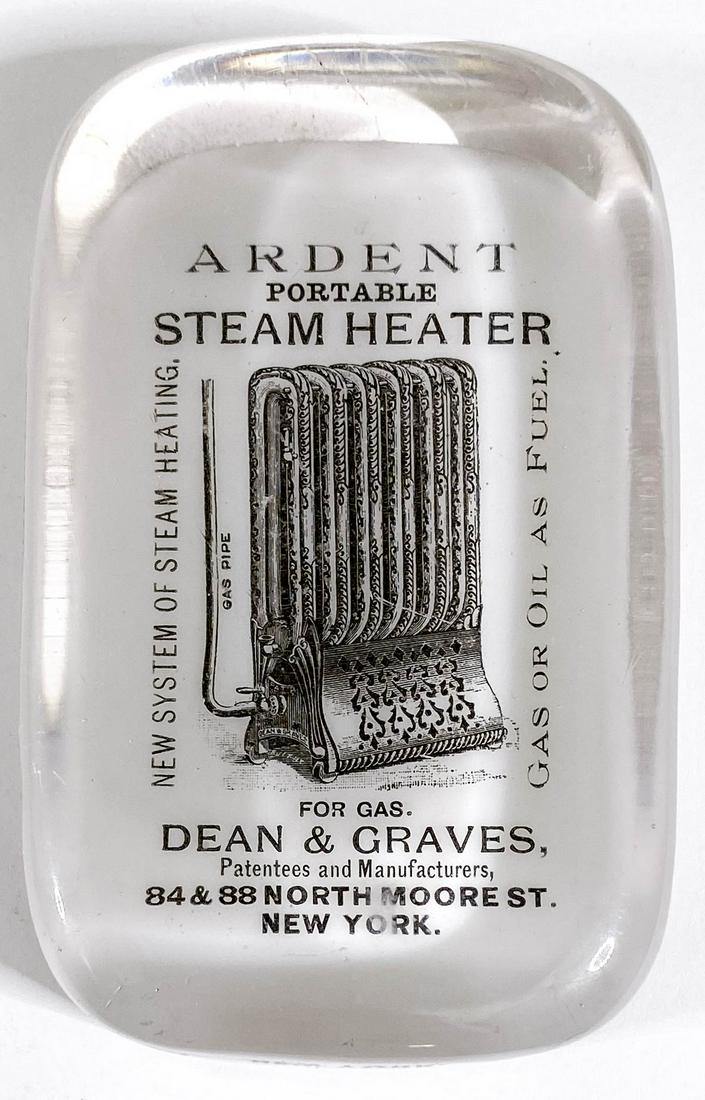 ARDENT
PORTABLE
STEAM HEATER
NEW SYSTEM OF STEAM HEATING.
GAS PIPE
GAS OR OIL AS FUEL.
FOR GAS.
DEAN & GRAVES,
Patentees and Manufacturers,
84 & 88 NORTH MOORE ST.
NEW YORK.